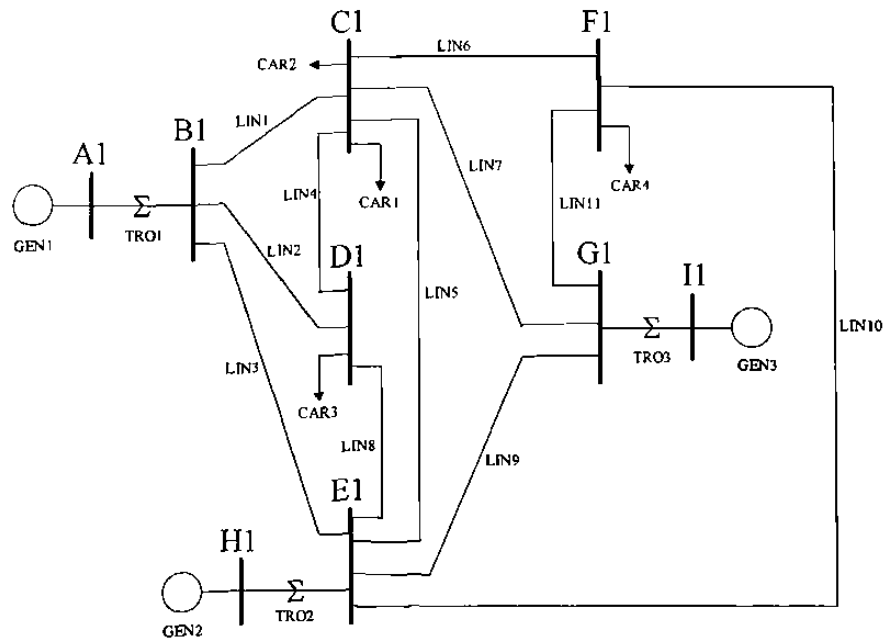 C1
F1
LIN6
CAR2
LIN1
B1
A1
LIN7
CAR4
LIN4
CAR1
LIN11
GEN1
TRO1
Σ
LIN2
D1
G1
I1
LIN5
LIN10
Σ
TRO3
GEN3
LIN3
CAR3
LIN8
LIN9
E1
H1
Σ
GEN2
TRO2